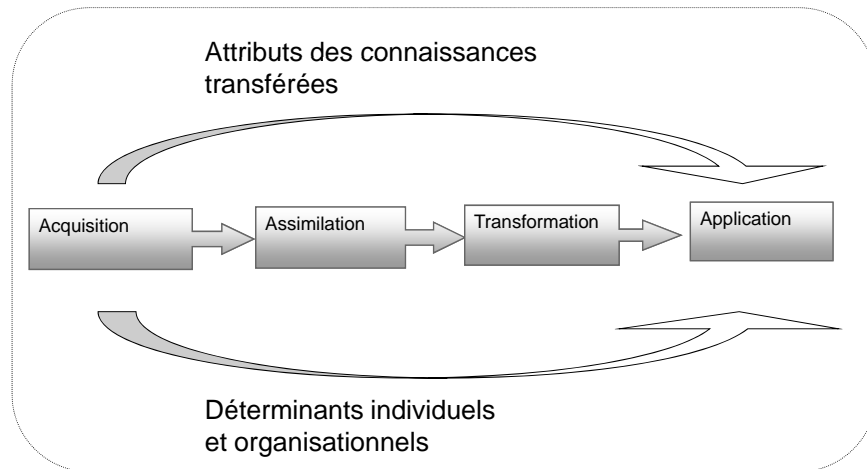 Attributs des connaissances
transférées
Acquisition
Assimilation
Transformation
Application
Déterminants individuels
et organisationnels